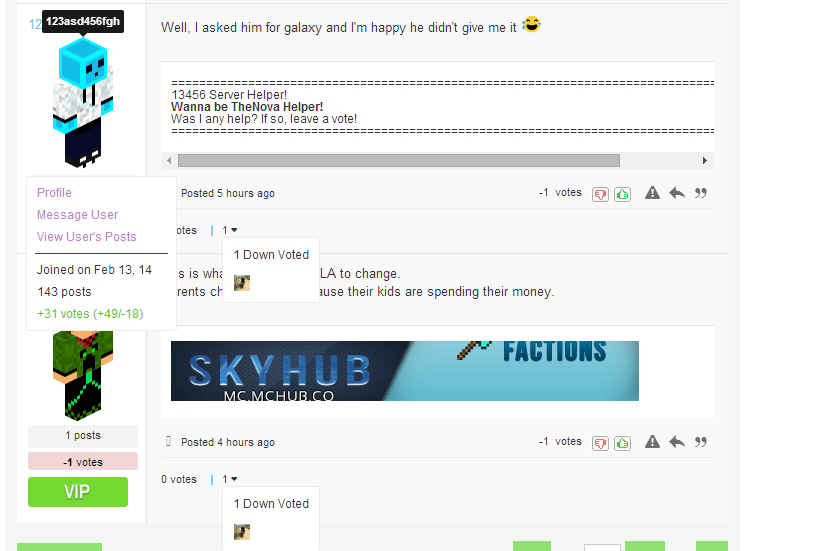 12
123asd456fgh
Well, I asked him for galaxy and I'm happy he didn't give me it
==============================================================================
13456 Server Helper!
Wanna be TheNova Helper!
Was I any help? If so, leave a vote!
==============================================================================
Profile
Message User
View User's Posts
Joined on Feb 13, 14
143 posts
+31 votes (+49/-18)
Posted 5 hours ago
-1 votes
otes | 1
1 Down Voted
s is wha LA to change.
rents ch ause their kids are spending their money.
SKYHUB
MC.MCHUB.CO
FACTIONS
1 posts
-1 votes
VIP
Posted 4 hours ago
-1 votes
0 votes | 1
1 Down Voted